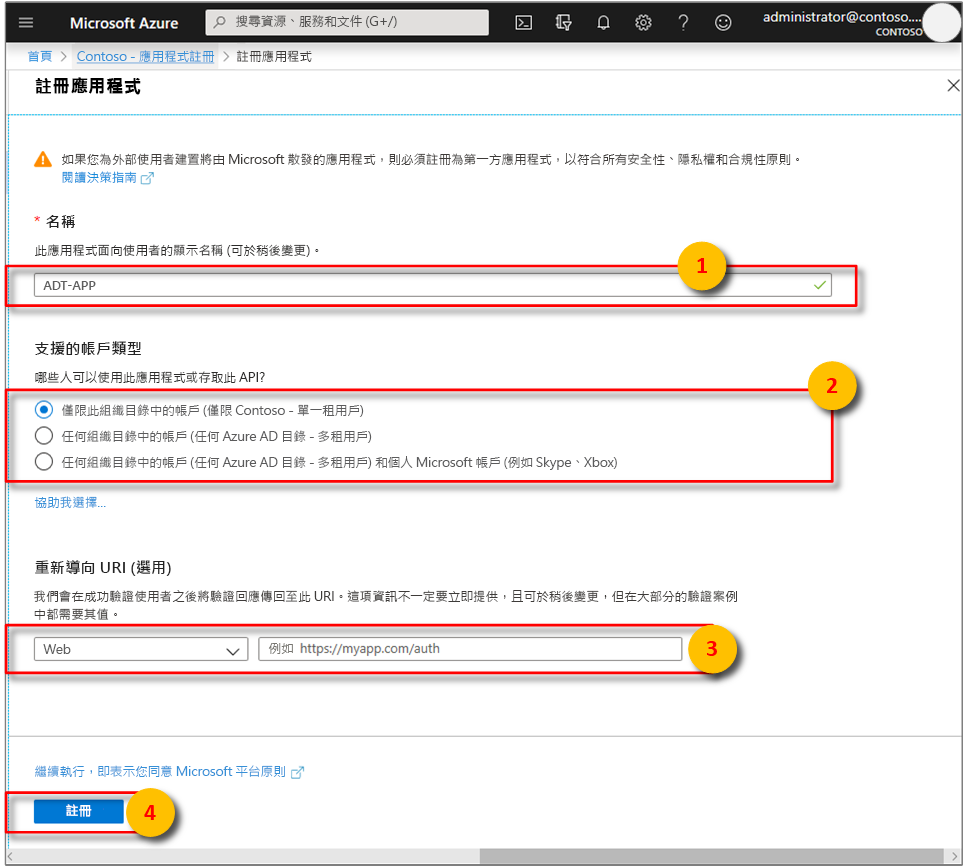 Microsoft Azure
搜尋資源、服務和文件 (G+/)
administrator@contoso....
CONTOSO
首頁 > Contoso - 應用程式註冊 > 註冊應用程式
註冊應用程式
如果您為外部使用者建置將由 Microsoft 散發的應用程式，則必須註冊為第一方應用程式，以符合所有安全性、隱私權和合規性原則。
閱讀決策指南
* 名稱
此應用程式面向使用者的顯示名稱 (可於稍後變更)。
1
ADT-APP
支援的帳戶類型
哪些人可以使用此應用程式或存取此 API?
2
僅限此組織目錄中的帳戶 (僅限 Contoso - 單一租用戶)
任何組織目錄中的帳戶 (任何 Azure AD 目錄 - 多租用戶)
任何組織目錄中的帳戶 (任何 Azure AD 目錄 - 多租用戶) 和個人 Microsoft 帳戶 (例如 Skype、Xbox)
協助我選擇...
重新導向 URI (選用)
我們會在成功驗證使用者之後將驗證回應傳回至此 URI。這項資訊不一定要立即提供，且可於稍後變更，但在大部分的驗證案例
中都需要其值。
Web 例如 https://myapp.com/auth 3
繼續執行，即表示您同意 Microsoft 平台原則
註冊 4